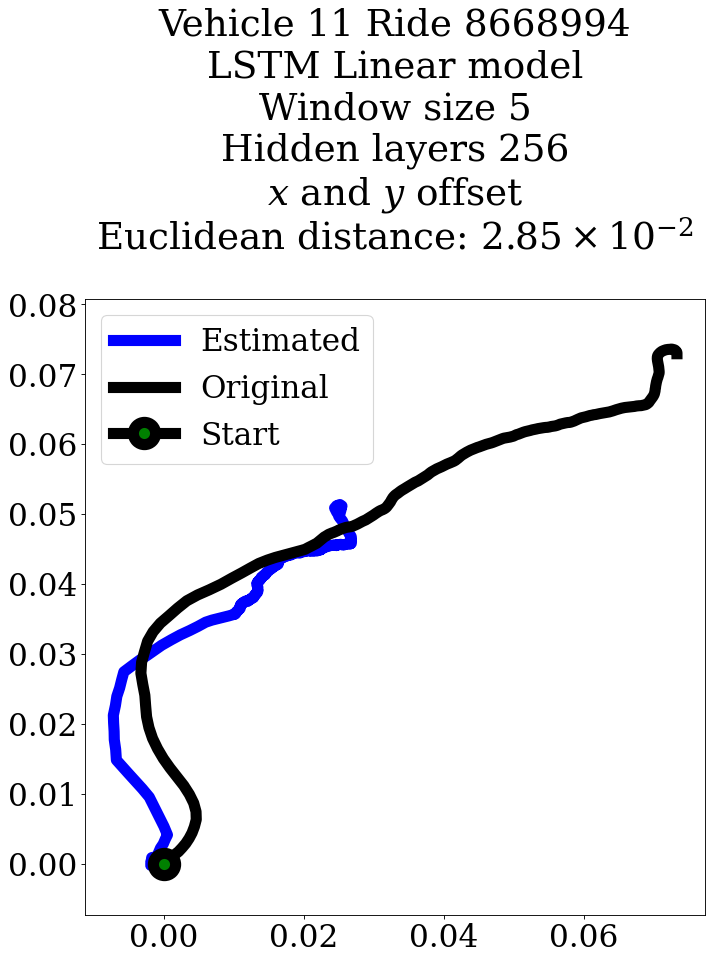 Vehicle 11 Ride 8668994
LSTM Linear model
Window size 5
Hidden layers 256
x and y offset
Euclidean distance: 2.85 × 10⁻²
Estimated
Original
Start
0.08
0.07
0.06
0.05
0.04
0.03
0.02
0.01
0.00
0.00 0.02 0.04 0.06